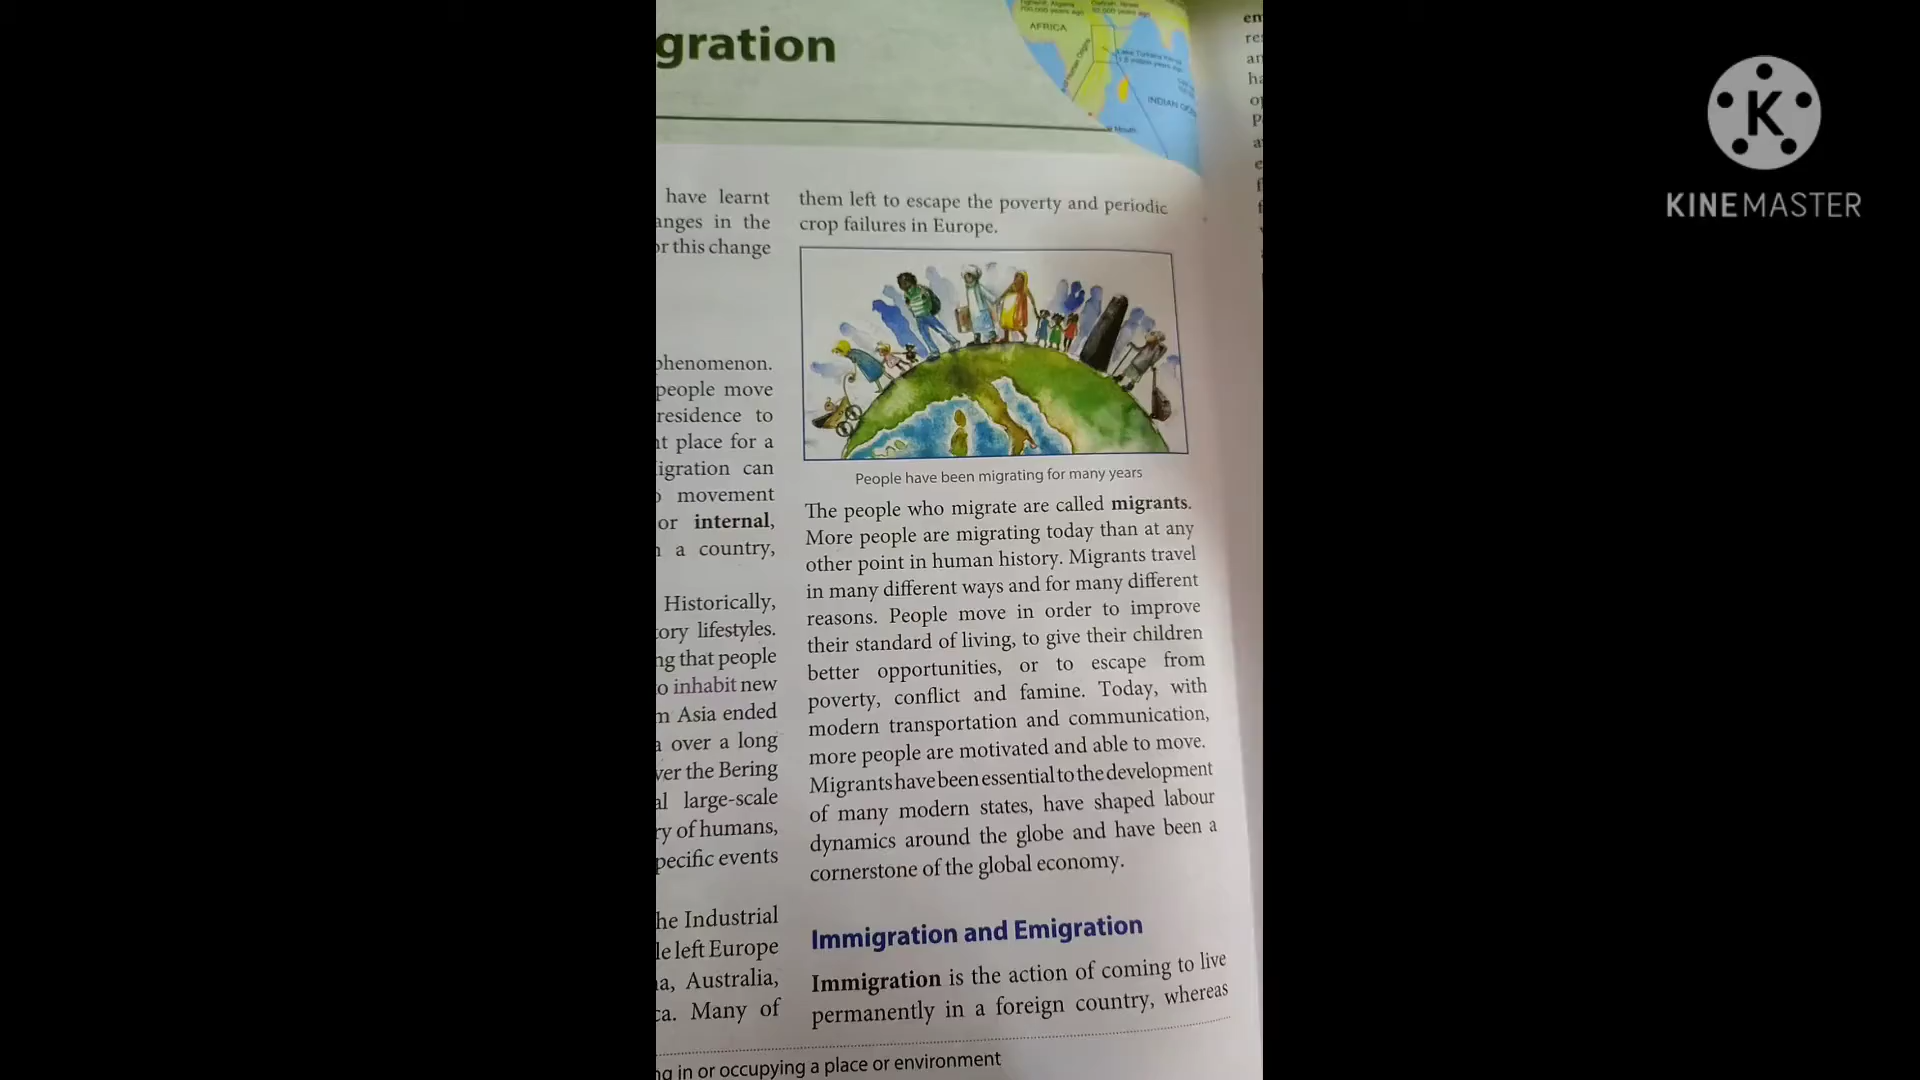 gration
AFRICA
INDIAN
have learnt
anges in the
or this change
phenomenon.
people move
residence to
nt place for a
igration can
movement
or internal,
a country,
Historically,
ory lifestyles.
ng that people
o inhabit new
m Asia ended
a over a long
ver the Bering
al large-scale
ry of humans,
pecific events
he Industrial
le left Europe
a, Australia,
ca. Many of
them left to escape the poverty and periodic
crop failures in Europe.
People have been migrating for many years
The people who migrate are called migrants.
More people are migrating today than at any
other point in human history. Migrants travel
in many different ways and for many different
reasons. People move in order to improve
their standard of living, to give their children
better opportunities, or to escape from
poverty, conflict and famine. Today, with
modern transportation and communication,
more people are motivated and able to move.
Migrants have been essential to the development
of many modern states, have shaped labour
dynamics around the globe and have been a
cornerstone of the global economy.
Immigration and Emigration
Immigration is the action of coming to live
permanently in a foreign country, whereas
ng in or occupying a place or environment
K
KINEMASTER